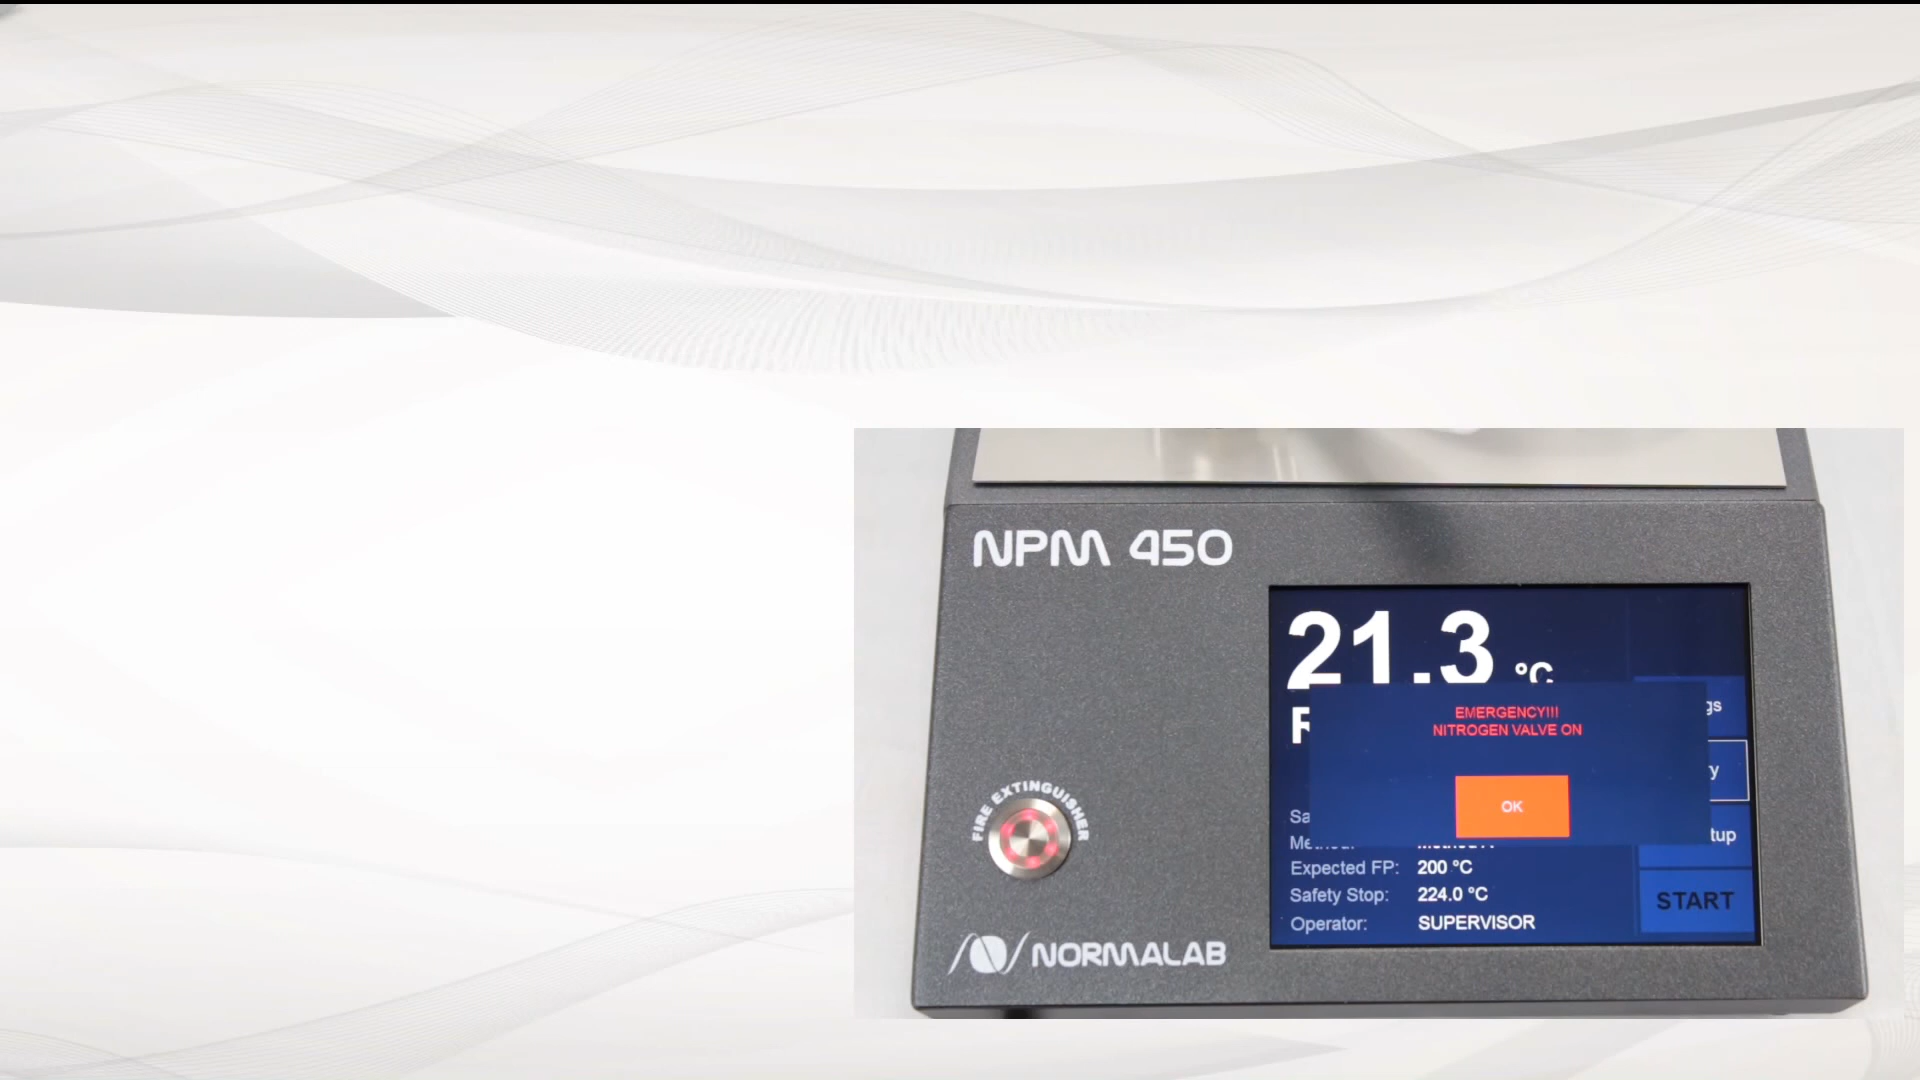 NPM 450
21.3 °C
EMERGENCY!!!
NITROGEN VALVE ON
OK
Expected FP: 200 °C
Safety Stop: 224.0 °C
Operator: SUPERVISOR
START
FIRE EXTINGUISHER
NORMALAB